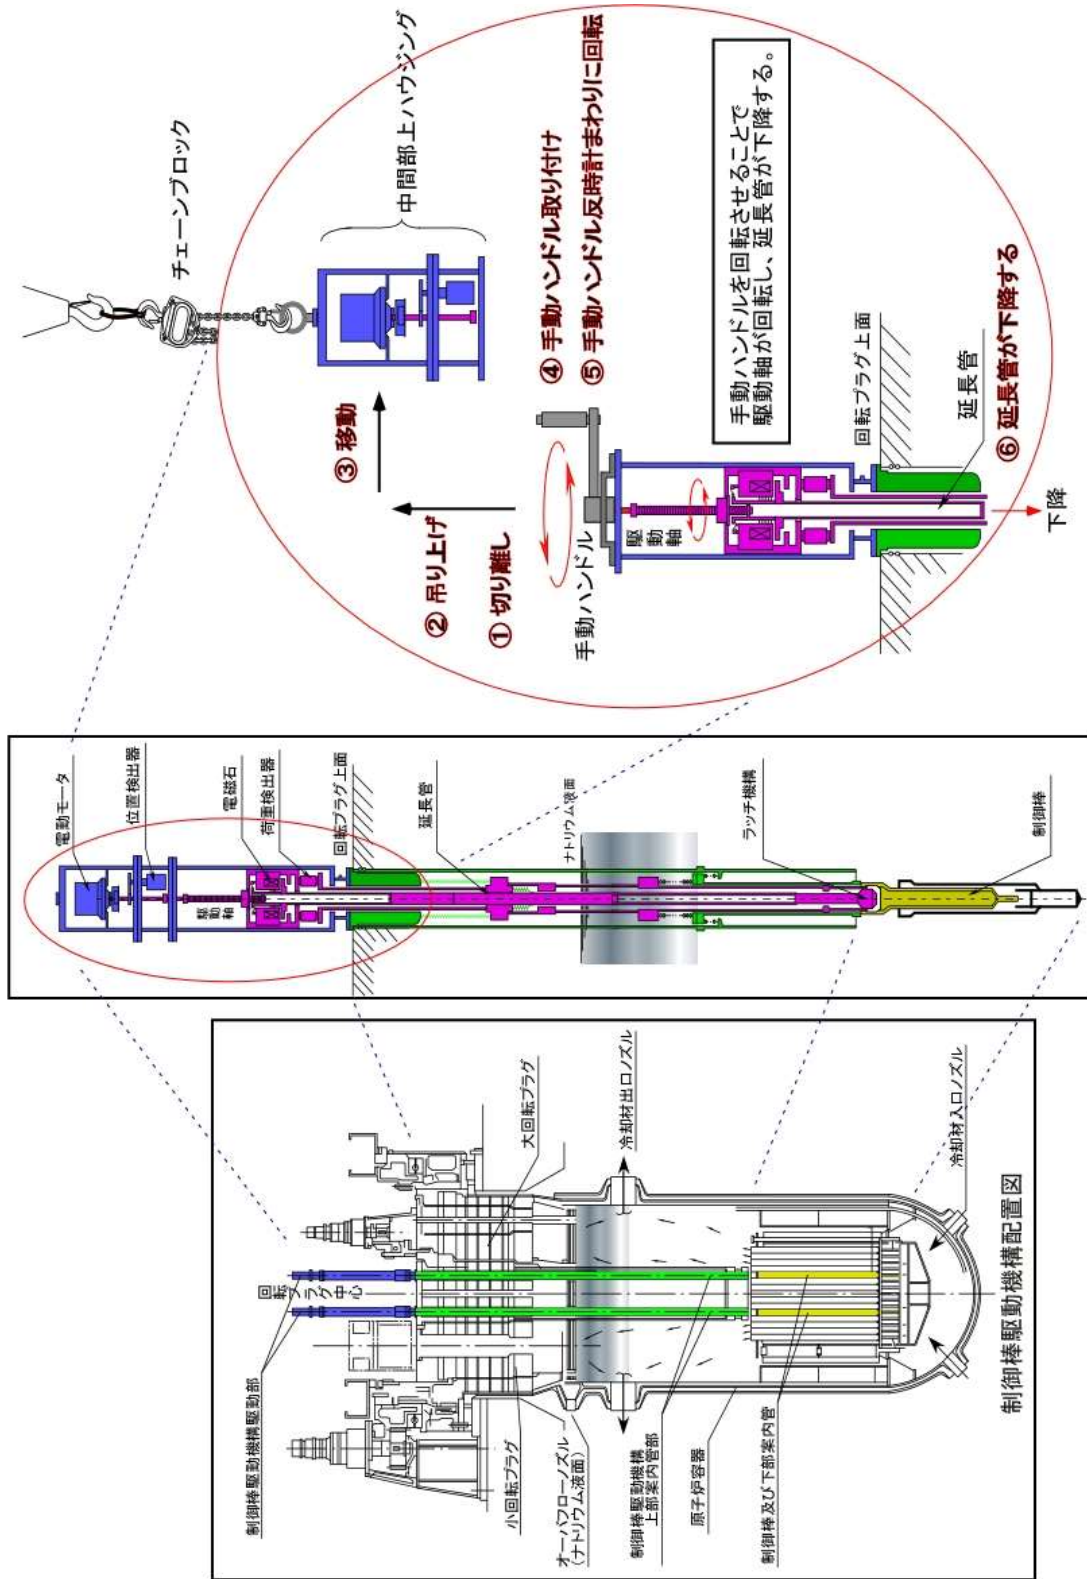 制御棒駆動機構駆動部
回転プラグ中心
小回転プラグ
大回転プラグ
オーバフローノズル
(ナトリウム液面)
冷却材出口ノズル
制御棒駆動機構
上部案内管部
原子炉容器
制御棒及び下部案内管
冷却材入口ノズル
制御棒駆動機構配置図
電動モータ
位置検出器
駆動軸
電磁石
荷重検出器
回転プラグ上面
延長管
ナトリウム液面
ラッチ機構
制御棒
チェーンブロック
中間部上ハウジング
③ 移動
② 吊り上げ
① 切り離し
④ 手動ハンドル取り付け
⑤ 手動ハンドル反時計まわりに回転
手動ハンドル
駆動軸
手動ハンドルを回転させることで
駆動軸が回転し、延長管が下降する。
回転プラグ上面
延長管
⑥ 延長管が下降する
下降